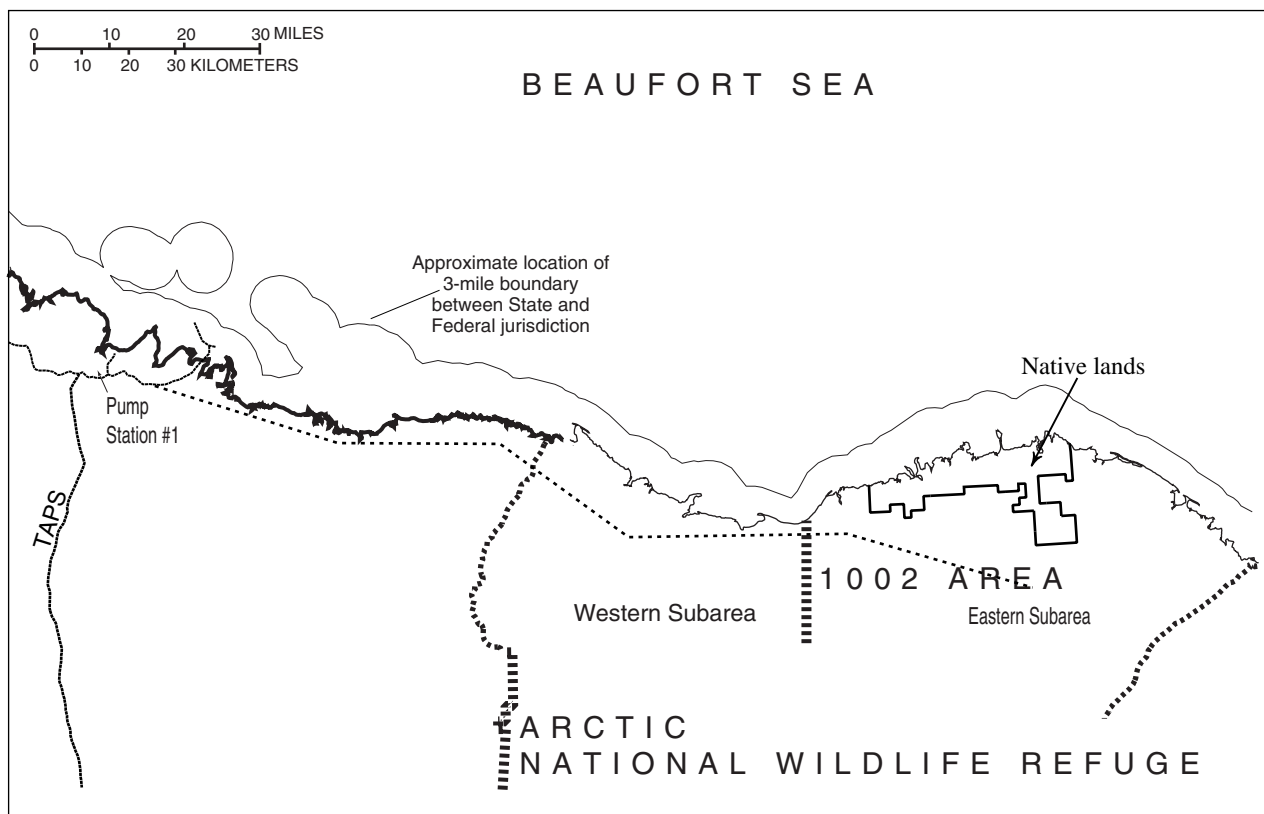 0 10 20 30 MILES
0 10 20 30 KILOMETERS
BEAUFORT SEA
Approximate location of
3-mile boundary
between State and
Federal jurisdiction
Native lands
Pump
Station #1
TAPS
1002 AREA
Western Subarea
Eastern Subarea
ARCTIC
NATIONAL WILDLIFE REFUGE